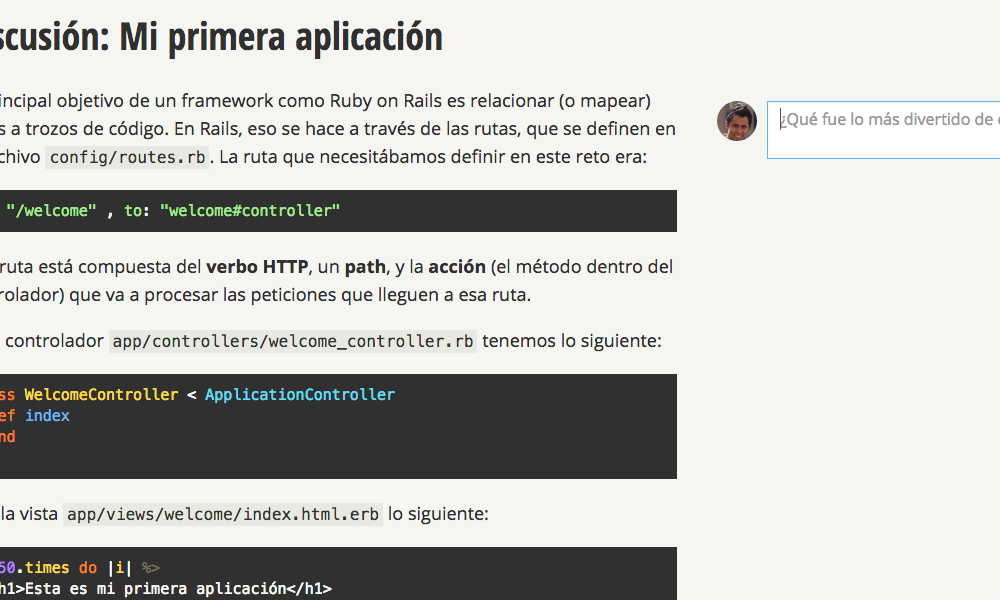 scusión: Mi primera aplicación
incipal objetivo de un framework como Ruby on Rails es relacionar (o mapear)
s a trozos de código. En Rails, eso se hace a través de las rutas, que se definen en
chivo config/routes.rb. La ruta que necesitábamos definir en este reto era:
"/welcome" , to: "welcome#controller"
ruta está compuesta del verbo HTTP, un path, y la acción (el método dentro del
rolador) que va a procesar las peticiones que lleguen a esa ruta.
controlador app/controllers/welcome_controller.rb tenemos lo siguiente:
ss WelcomeController < ApplicationController
ef index
nd
la vista app/views/welcome/index.html.erb lo siguiente:
50.times do |i| %>
h1>Esta es mi primera aplicación</h1>
¿Qué fue lo más divertido de